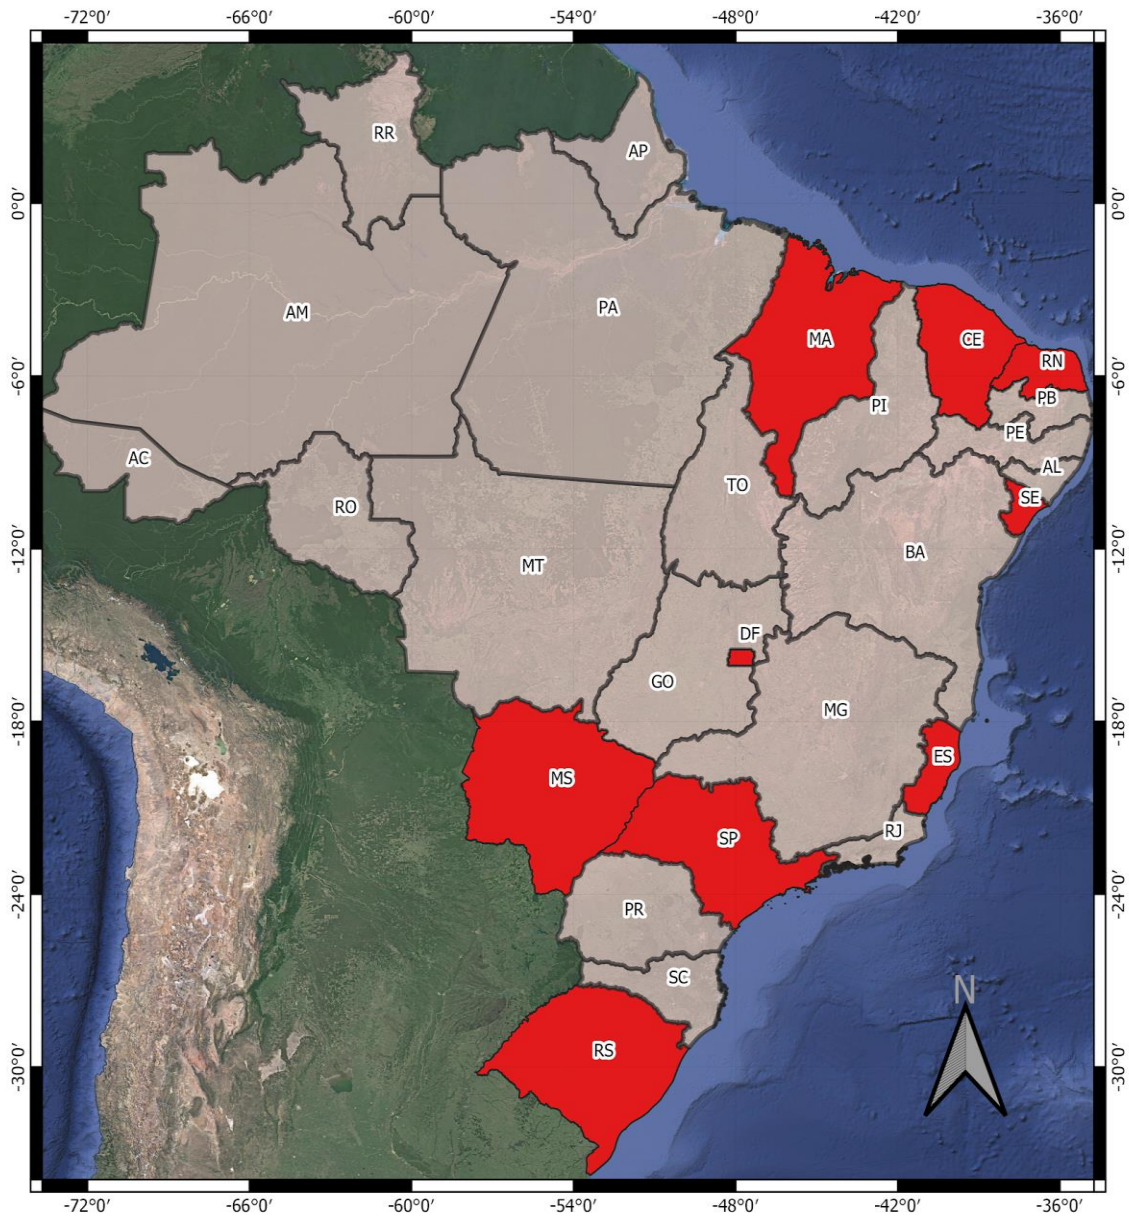 -72°0′ -66°0′ -60°0′ -54°0′ -48°0′ -42°0′ -36°0′
RR
AP
0°0′ 0°0′
PA
AM
MA CE
RN
-6°0′ -6°0′
PB
PI
PE
AC
AL
TO
SE
RO
-12°0′ -12°0′
BA
MT
DF
GO
MG
-18°0′ -18°0′
ES
MS
RJ
SP
-24°0′ -24°0′
PR
SC
N
RS
-30°0′ -30°0′
-72°0′ -66°0′ -60°0′ -54°0′ -48°0′ -42°0′ -36°0′